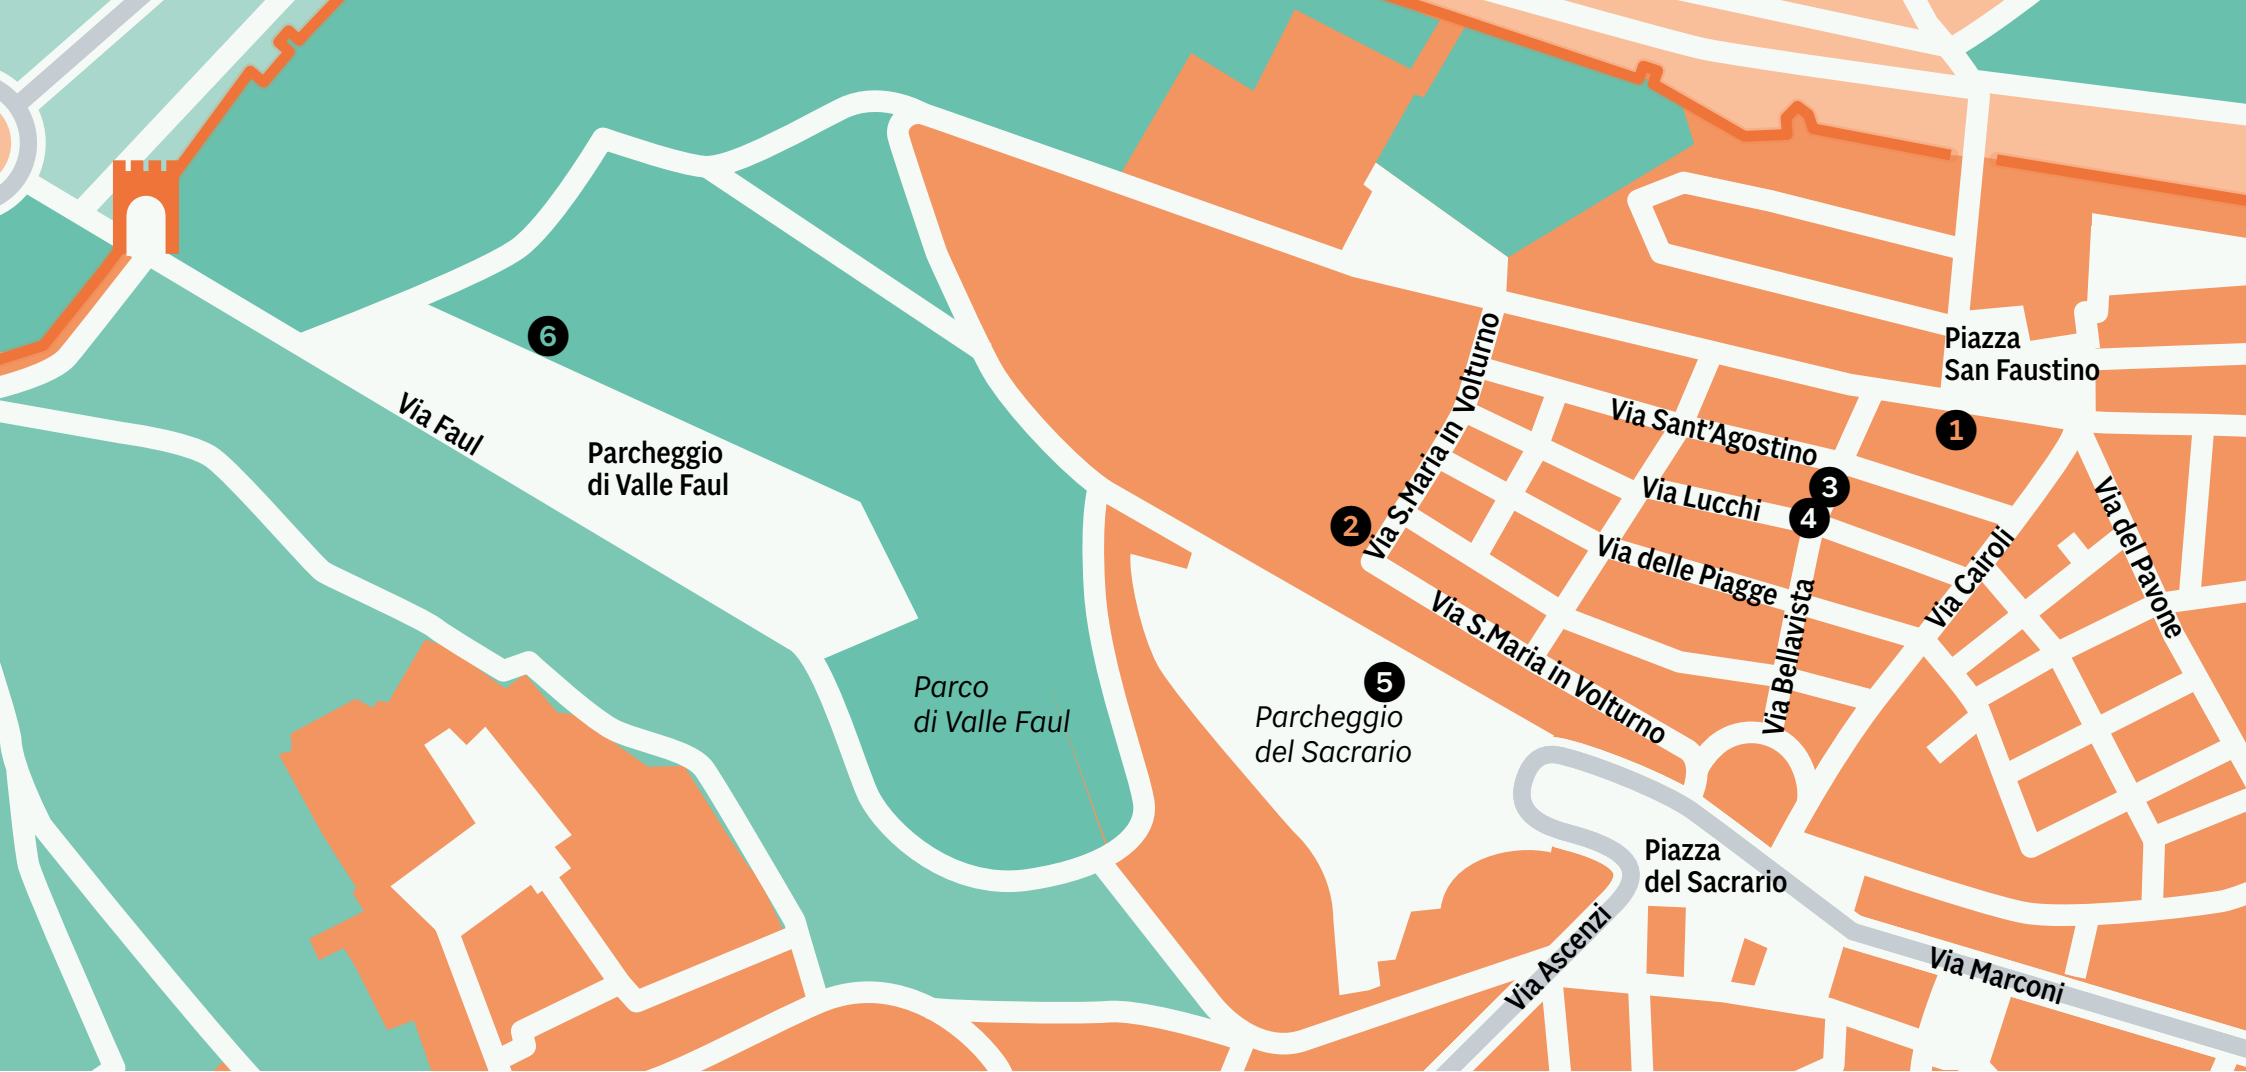 Piazza
San Faustino
1
6
Via S.Maria in Volturno
Via Sant'Agostino
Via Faul
Parcheggio
di Valle Faul
Via Lucchi
3
4
2
Via delle Piagge
Via Cairoli
Via del Pavone
Via Bellavista
Via S.Maria in Volturno
5
Parco
di Valle Faul
Parcheggio
del Sacrario
Piazza
del Sacrario
Via Ascenzi
Via Marconi